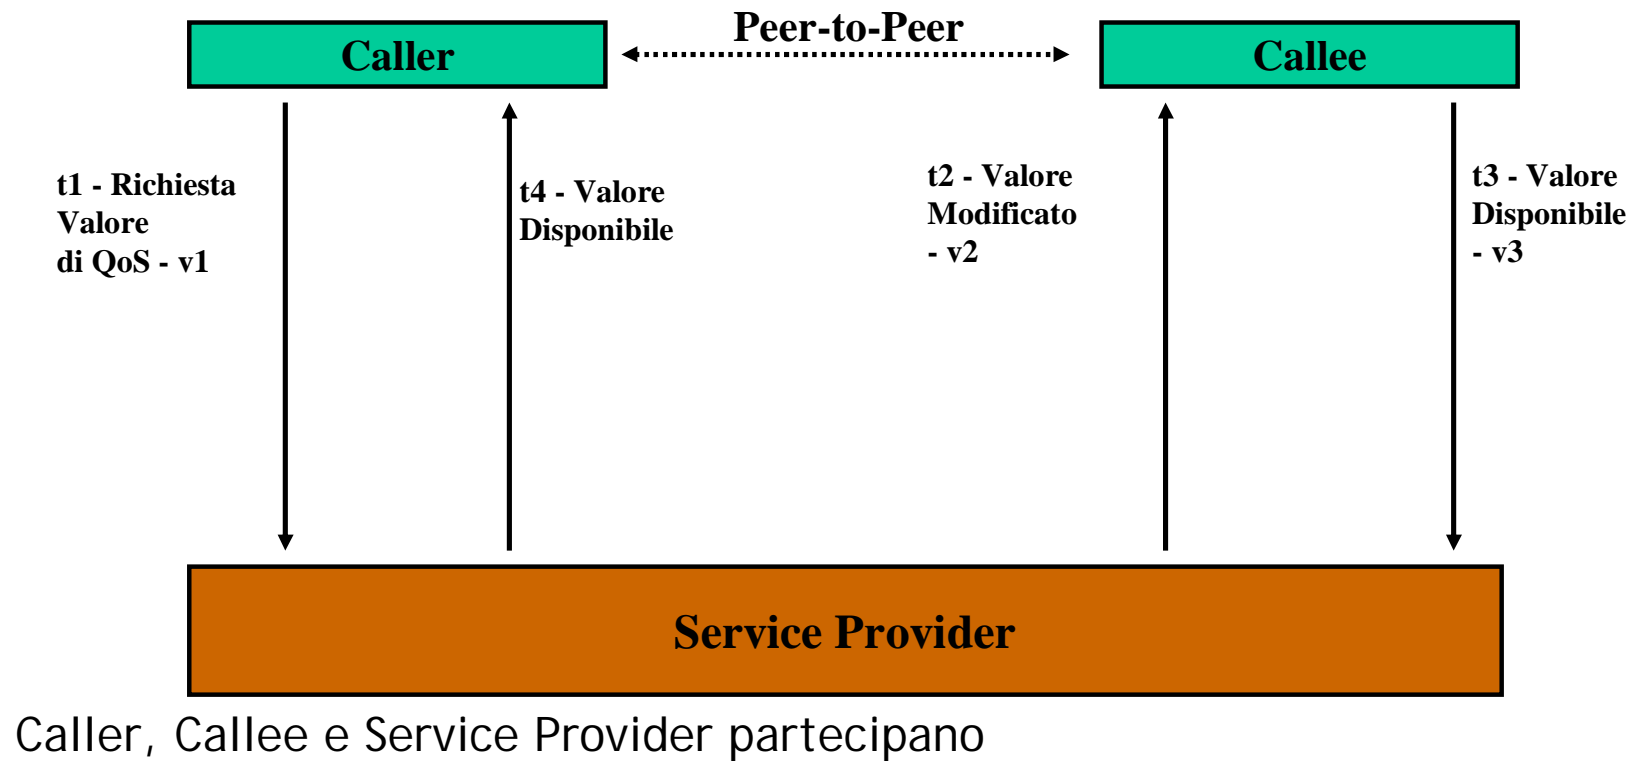 Peer-to-Peer
Caller
Callee
t1 - Richiesta
Valore
di QoS - v1
t4 - Valore
Disponibile
t2 - Valore
Modificato
- v2
t3 - Valore
Disponibile
- v3
Service Provider
Caller, Callee e Service Provider partecipano